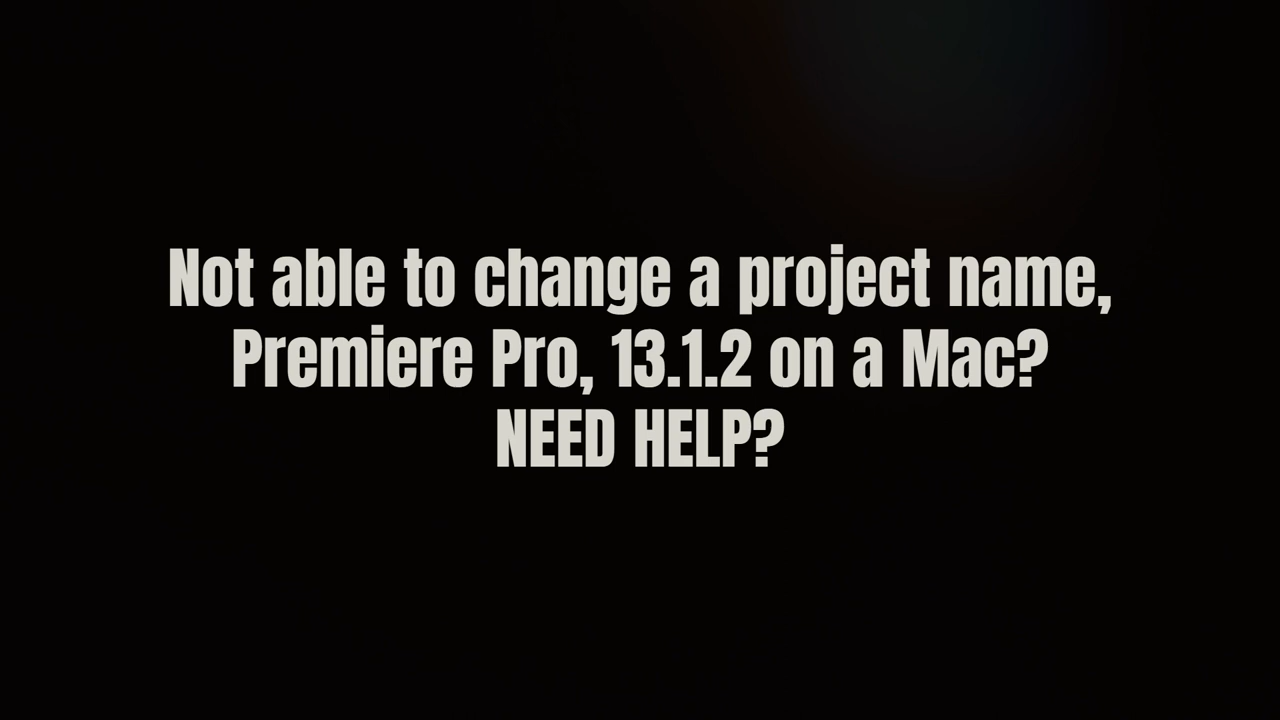 Not able to change a project name,
Premiere Pro, 13.1.2 on a Mac?
NEED HELP?